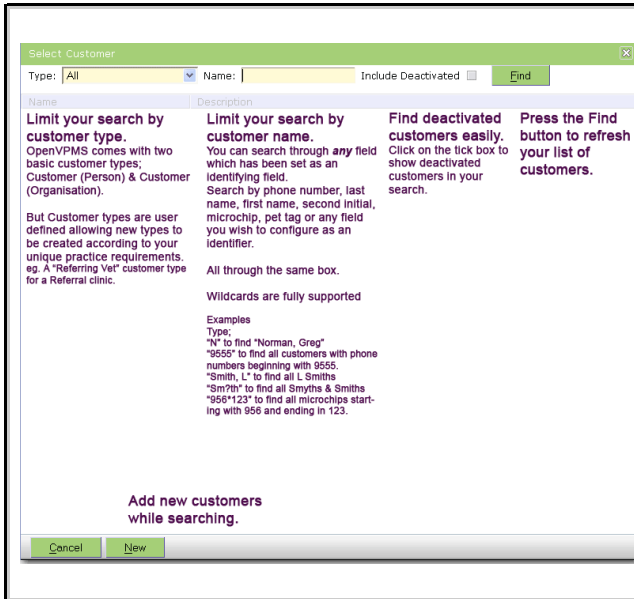 Select Customer
Type: All Name: Include Deactivated Find
Name Description
Limit your search by
customer type.
OpenVPMS comes with two
basic customer types;
Customer (Person) & Customer
(Organisation).
But Customer types are user
defined allowing new types to
be created according to your
unique practice requirements.
eg. A “Referring Vet” customer type
for a Referral clinic.
Limit your search by
customer name.
You can search through any field
which has been set as an
identifying field.
Search by phone number, last
name, first name, second initial,
microchip, pet tag or any field
you wish to configure as an
identifier.
All through the same box.
Wildcards are fully supported
Examples
Type;
“N” to find “Norman, Greg”
“9555” to find all customers with phone
numbers beginning with 9555.
“Smith, L” to find all L Smiths
“Sm?th” to find all Smyths & Smiths
“956*123” to find all microchips start-
ing with 956 and ending in 123.
Find deactivated
customers easily.
Click on the tick box to
show deactivated
customers in your
search.
Press the Find
button to refresh
your list of
customers.
Add new customers
while searching.
Cancel New